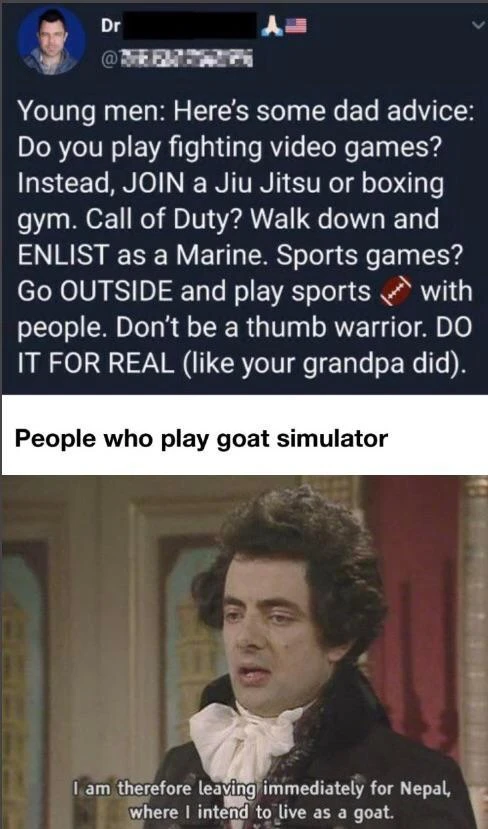 Dr
@
Young men: Here's some dad advice:
Do you play fighting video games?
Instead, JOIN a Jiu Jitsu or boxing
gym. Call of Duty? Walk down and
ENLIST as a Marine. Sports games?
Go OUTSIDE and play sports 🏈 with
people. Don't be a thumb warrior. DO
IT FOR REAL (like your grandpa did).
People who play goat simulator
I am therefore leaving immediately for Nepal,
where I intend to live as a goat.